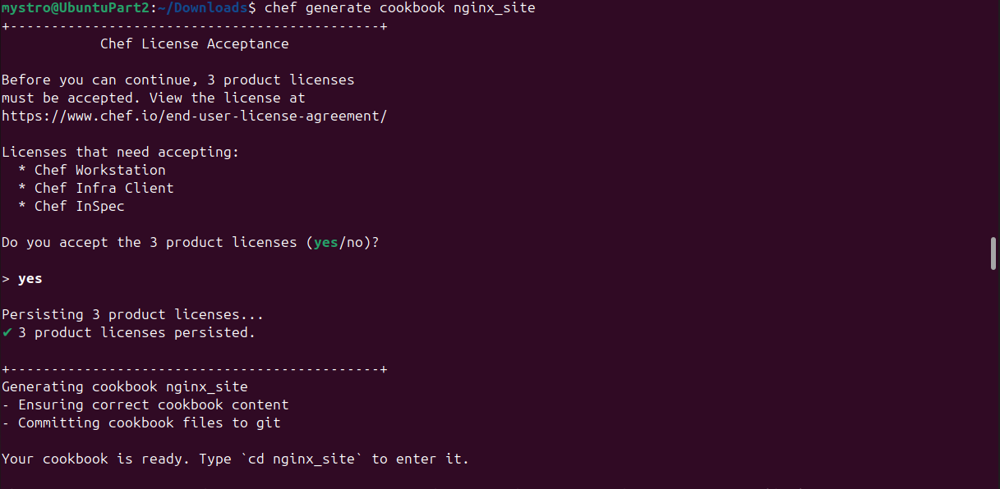 mystro@UbuntuPart2:~/Downloads$ chef generate cookbook nginx_site
+---------------------------------------------+
            Chef License Acceptance
Before you can continue, 3 product licenses
must be accepted. View the license at
https://www.chef.io/end-user-license-agreement/
Licenses that need accepting:
  * Chef Workstation
  * Chef Infra Client
  * Chef InSpec
Do you accept the 3 product licenses (yes/no)?
> yes
Persisting 3 product licenses...
✔ 3 product licenses persisted.
+---------------------------------------------+
Generating cookbook nginx_site
- Ensuring correct cookbook content
- Committing cookbook files to git
Your cookbook is ready. Type `cd nginx_site` to enter it.